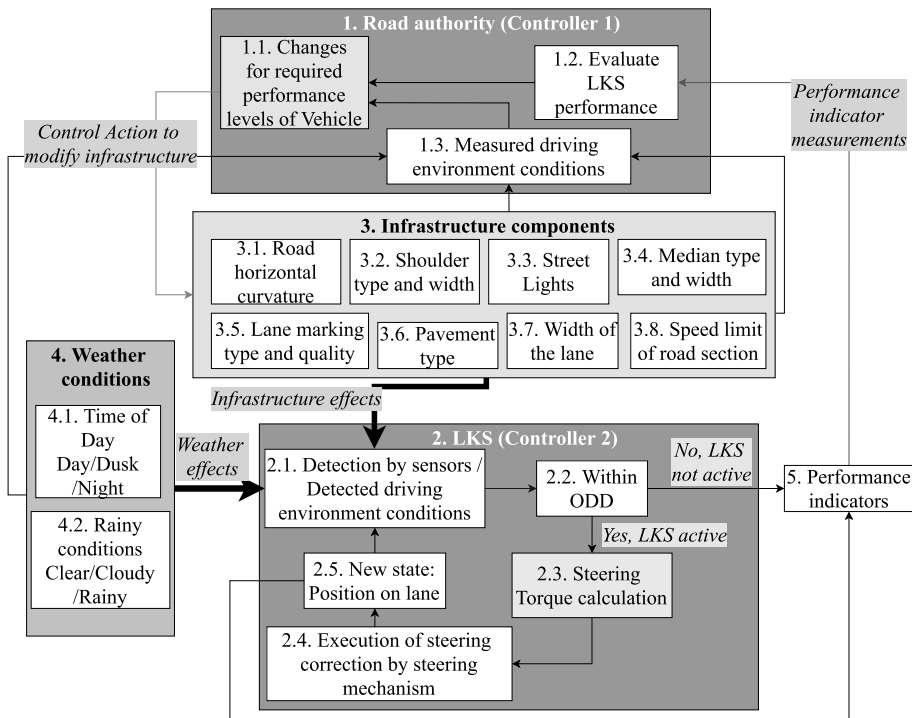 1. Road authority (Controller 1)
1.1. Changes
for required
performance
levels of Vehicle
1.2. Evaluate
LKS
performance
Performance
indicator
measurements
Control Action to
modify infrastructure
1.3. Measured driving
environment conditions
3. Infrastructure components
3.1. Road
horizontal
curvature
3.2. Shoulder
type and width
3.3. Street
Lights
3.4. Median type
and width
3.5. Lane marking
type and quality
3.6. Pavement
type
3.7. Width of
the lane
3.8. Speed limit
of road section
4. Weather
conditions
4.1. Time of
Day
Day/Dusk
/Night
4.2. Rainy
conditions
Clear/Cloudy
/Rainy
Infrastructure effects
Weather
effects
2. LKS (Controller 2)
2.1. Detection by sensors /
Detected driving
environment conditions
2.2. Within
ODD
No, LKS
not active
5. Performance
indicators
Yes, LKS active
2.3. Steering
Torque calculation
2.5. New state:
Position on lane
2.4. Execution of steering
correction by steering
mechanism